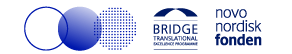 BRIDGE
TRANSLATIONAL
EXCELLENCE PROGRAMME
novo
nordisk
fonden